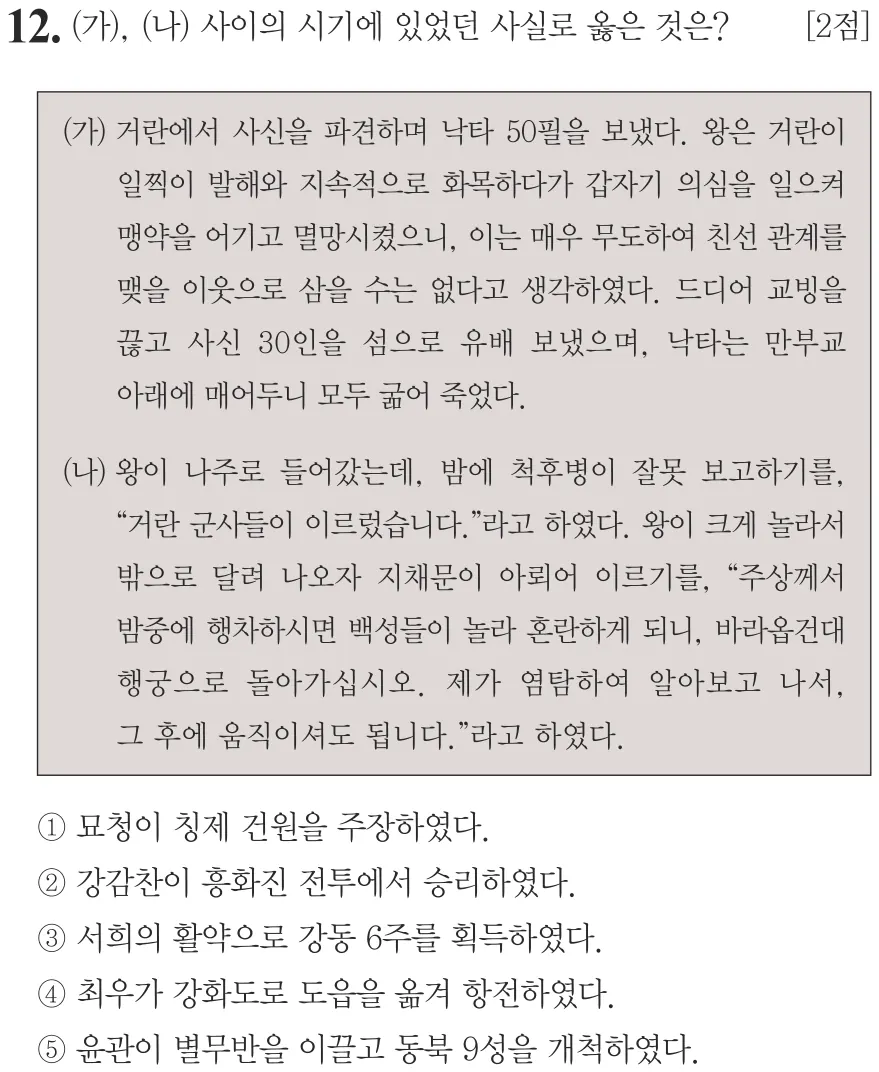 12. (가), (나) 사이의 시기에 있었던 사실로 옳은 것은? [2점]
(가) 거란에서 사신을 파견하며 낙타 50필을 보냈다. 왕은 거란이
일찍이 발해와 지속적으로 화목하다가 갑자기 의심을 일으켜
맹약을 어기고 멸망시켰으니, 이는 매우 무도하여 친선 관계를
맺을 이웃으로 삼을 수는 없다고 생각하였다. 드디어 교빙을
끊고 사신 30인을 섬으로 유배 보냈으며, 낙타는 만부교
아래에 매어두니 모두 굶어 죽었다.
(나) 왕이 나주로 들어갔는데, 밤에 척후병이 잘못 보고하기를,
“거란 군사들이 이르렀습니다.”라고 하였다. 왕이 크게 놀라서
밖으로 달려 나오자 지채문이 아뢰어 이르기를, “주상께서
밤중에 행차하시면 백성들이 놀라 혼란하게 되니, 바라옵건대
행궁으로 돌아가십시오. 제가 염탐하여 알아보고 나서,
그 후에 움직이셔도 됩니다.”라고 하였다.
① 묘청이 칭제 건원을 주장하였다.
② 강감찬이 흥화진 전투에서 승리하였다.
③ 서희의 활약으로 강동 6주를 획득하였다.
④ 최우가 강화도로 도읍을 옮겨 항전하였다.
⑤ 윤관이 별무반을 이끌고 동북 9성을 개척하였다.